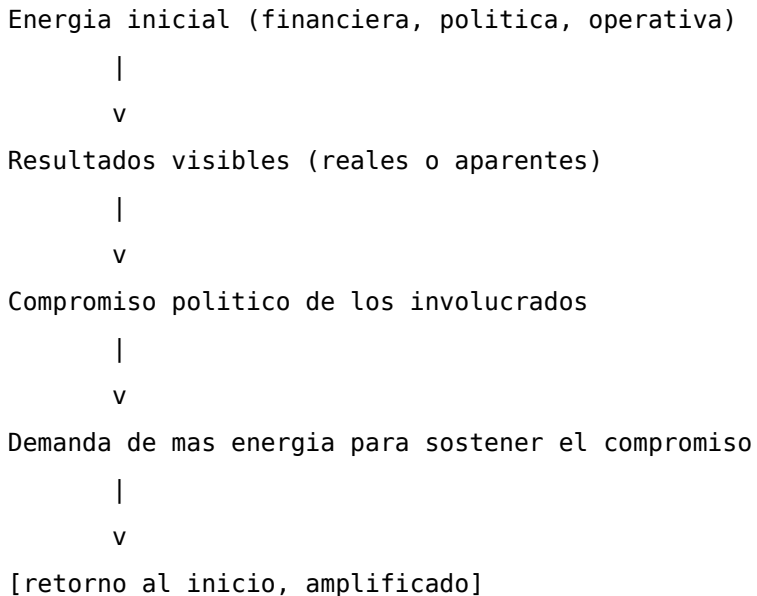 Energia inicial (financiera, politica, operativa)
|
v
Resultados visibles (reales o aparentes)
|
v
Compromiso politico de los involucrados
|
v
Demanda de mas energia para sostener el compromiso
|
v
[retorno al inicio, amplificado]